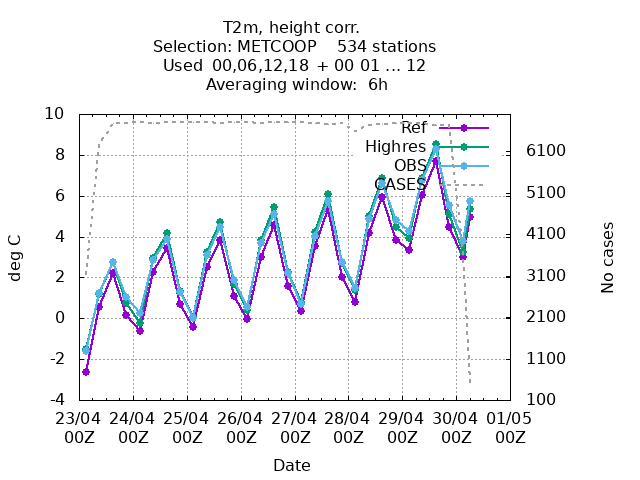 T2m, height corr.
Selection: METCOOP 534 stations
Used 00,06,12,18 + 00 01 ... 12
Averaging window: 6h
Ref
Highres
OBS
CASES
10
8
6
4
2
0
-2
-4
6100
5100
4100
3100
2100
1100
100
deg C
No cases
23/04 24/04 25/04 26/04 27/04 28/04 29/04 30/04 01/05
00Z 00Z 00Z 00Z 00Z 00Z 00Z 00Z 00Z
Date